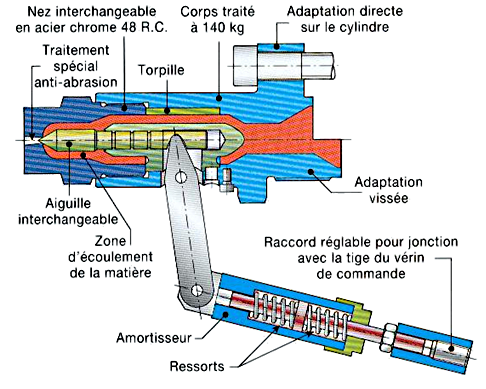 Nez interchangeable
en acier chrome 48 R.C.
Corps traité
à 140 kg
Adaptation directe
sur le cylindre
Traitement
spécial
anti-abrasion
Torpille
Aiguille
interchangeable
Adaptation
vissée
Zone
d'écoulement
de la matière
Raccord réglable pour jonction
avec la tige du vérin
de commande
Amortisseur
Ressorts